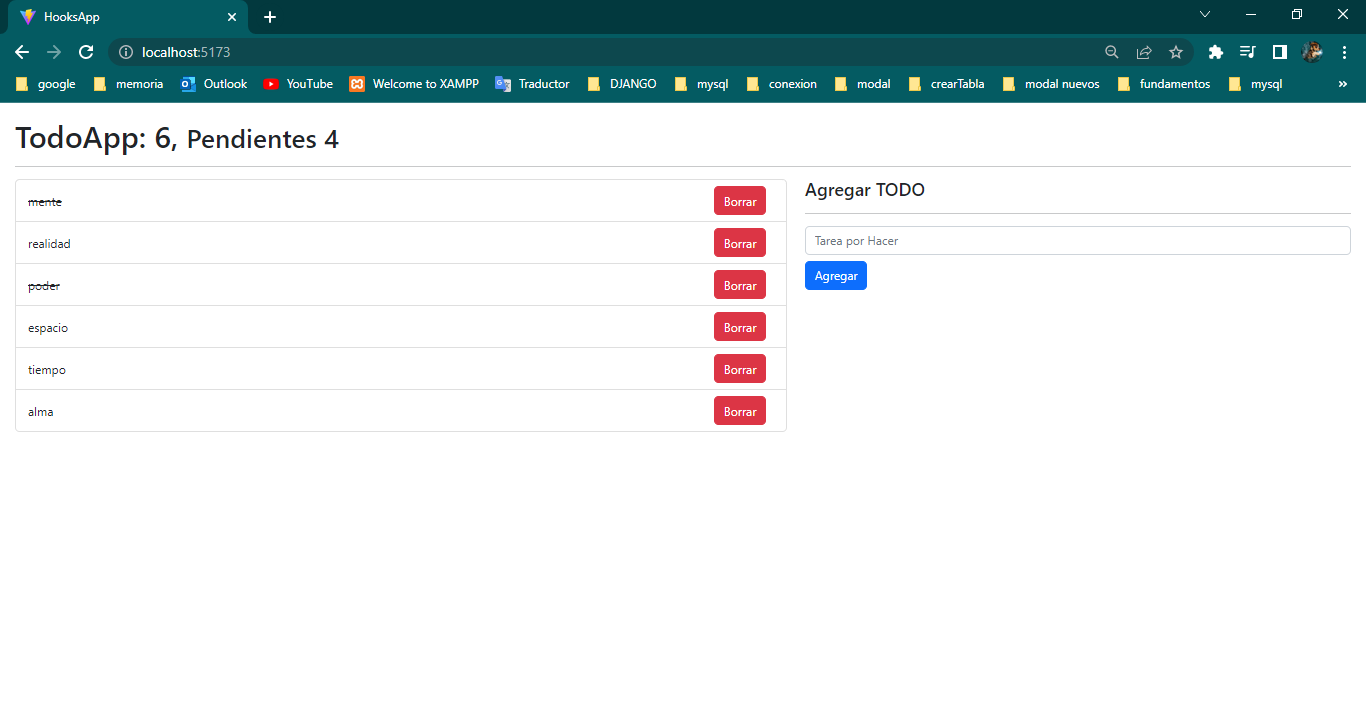 HooksApp
localhost:5173
google memoria Outlook YouTube Welcome to XAMPP Traductor DJANGO mysql conexion modal crearTabla modal nuevos fundamentos mysql »
TodoApp: 6, Pendientes 4
mente Borrar
realidad Borrar
poder Borrar
espacio Borrar
tiempo Borrar
alma Borrar
Agregar TODO
Tarea por Hacer
Agregar